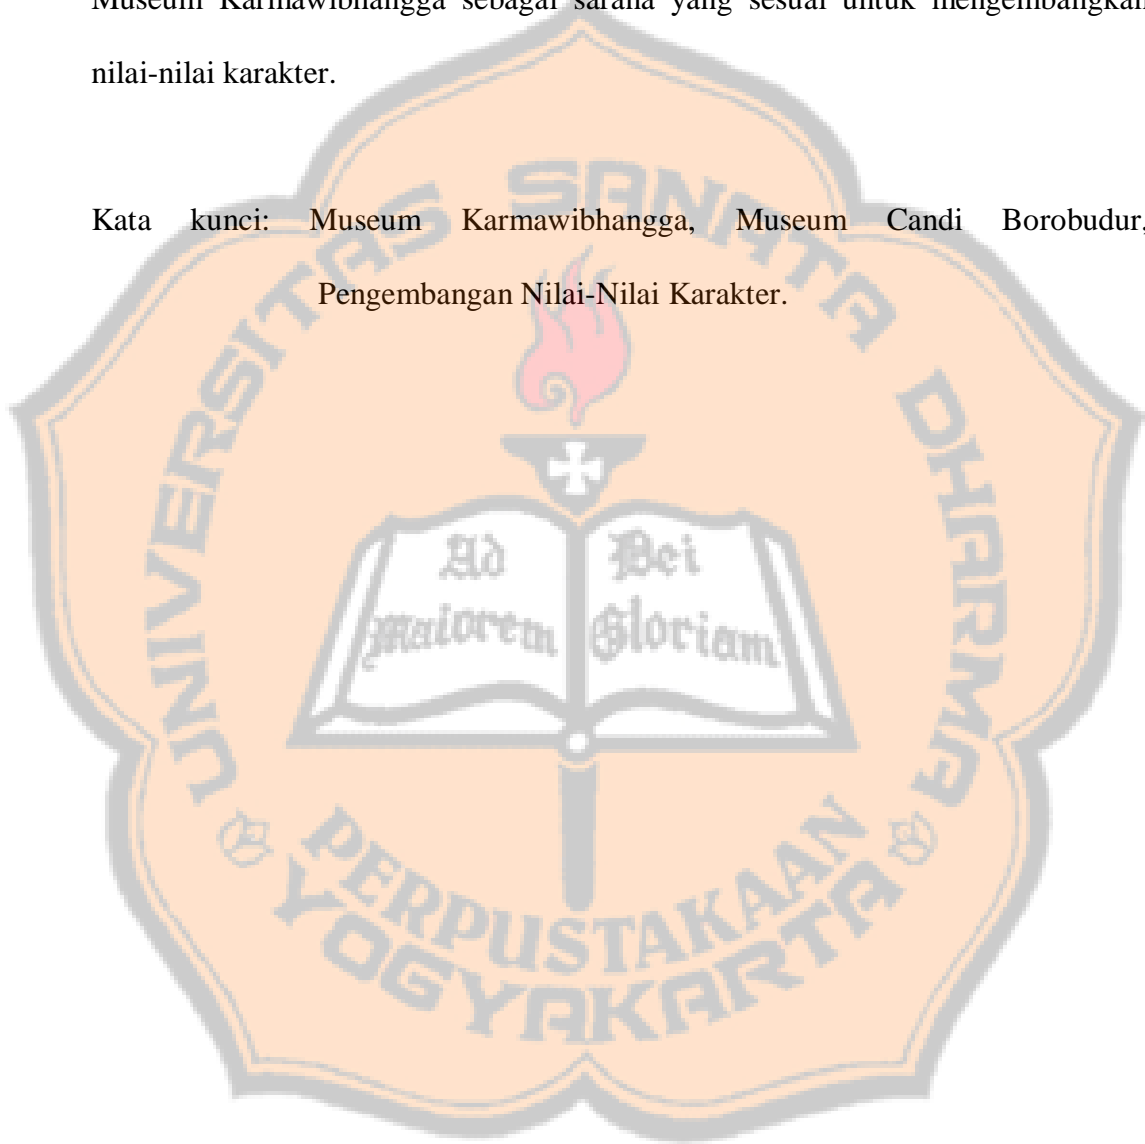 Museum Karmawibhangga sebagai sarana yang sesuai untuk mengembangkan
nilai-nilai karakter.
Kata kunci: Museum Karmawibhangga, Museum Candi Borobudur,
Pengembangan Nilai-Nilai Karakter.
UNIVERSITAS SANATA DHARMA
Ad Dei
Maiorem Gloriam
PERPUSTAKAAN
YOGYAKARTA